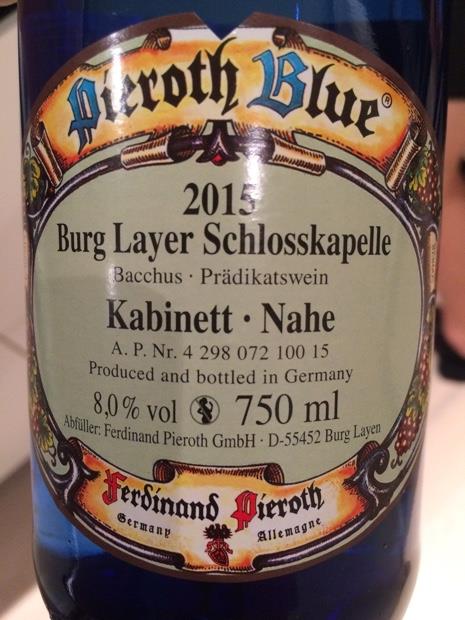 Pieroth Blue®
2015
Burg Layer Schlosskapelle
Bacchus · Prädikatswein
Kabinett · Nahe
A. P. Nr. 4 298 072 100 15
Produced and bottled in Germany
8,0 % vol 750 ml
Abfüller: Ferdinand Pieroth GmbH · D-55452 Burg Layen
Ferdinand Pieroth
Germany Allemagne